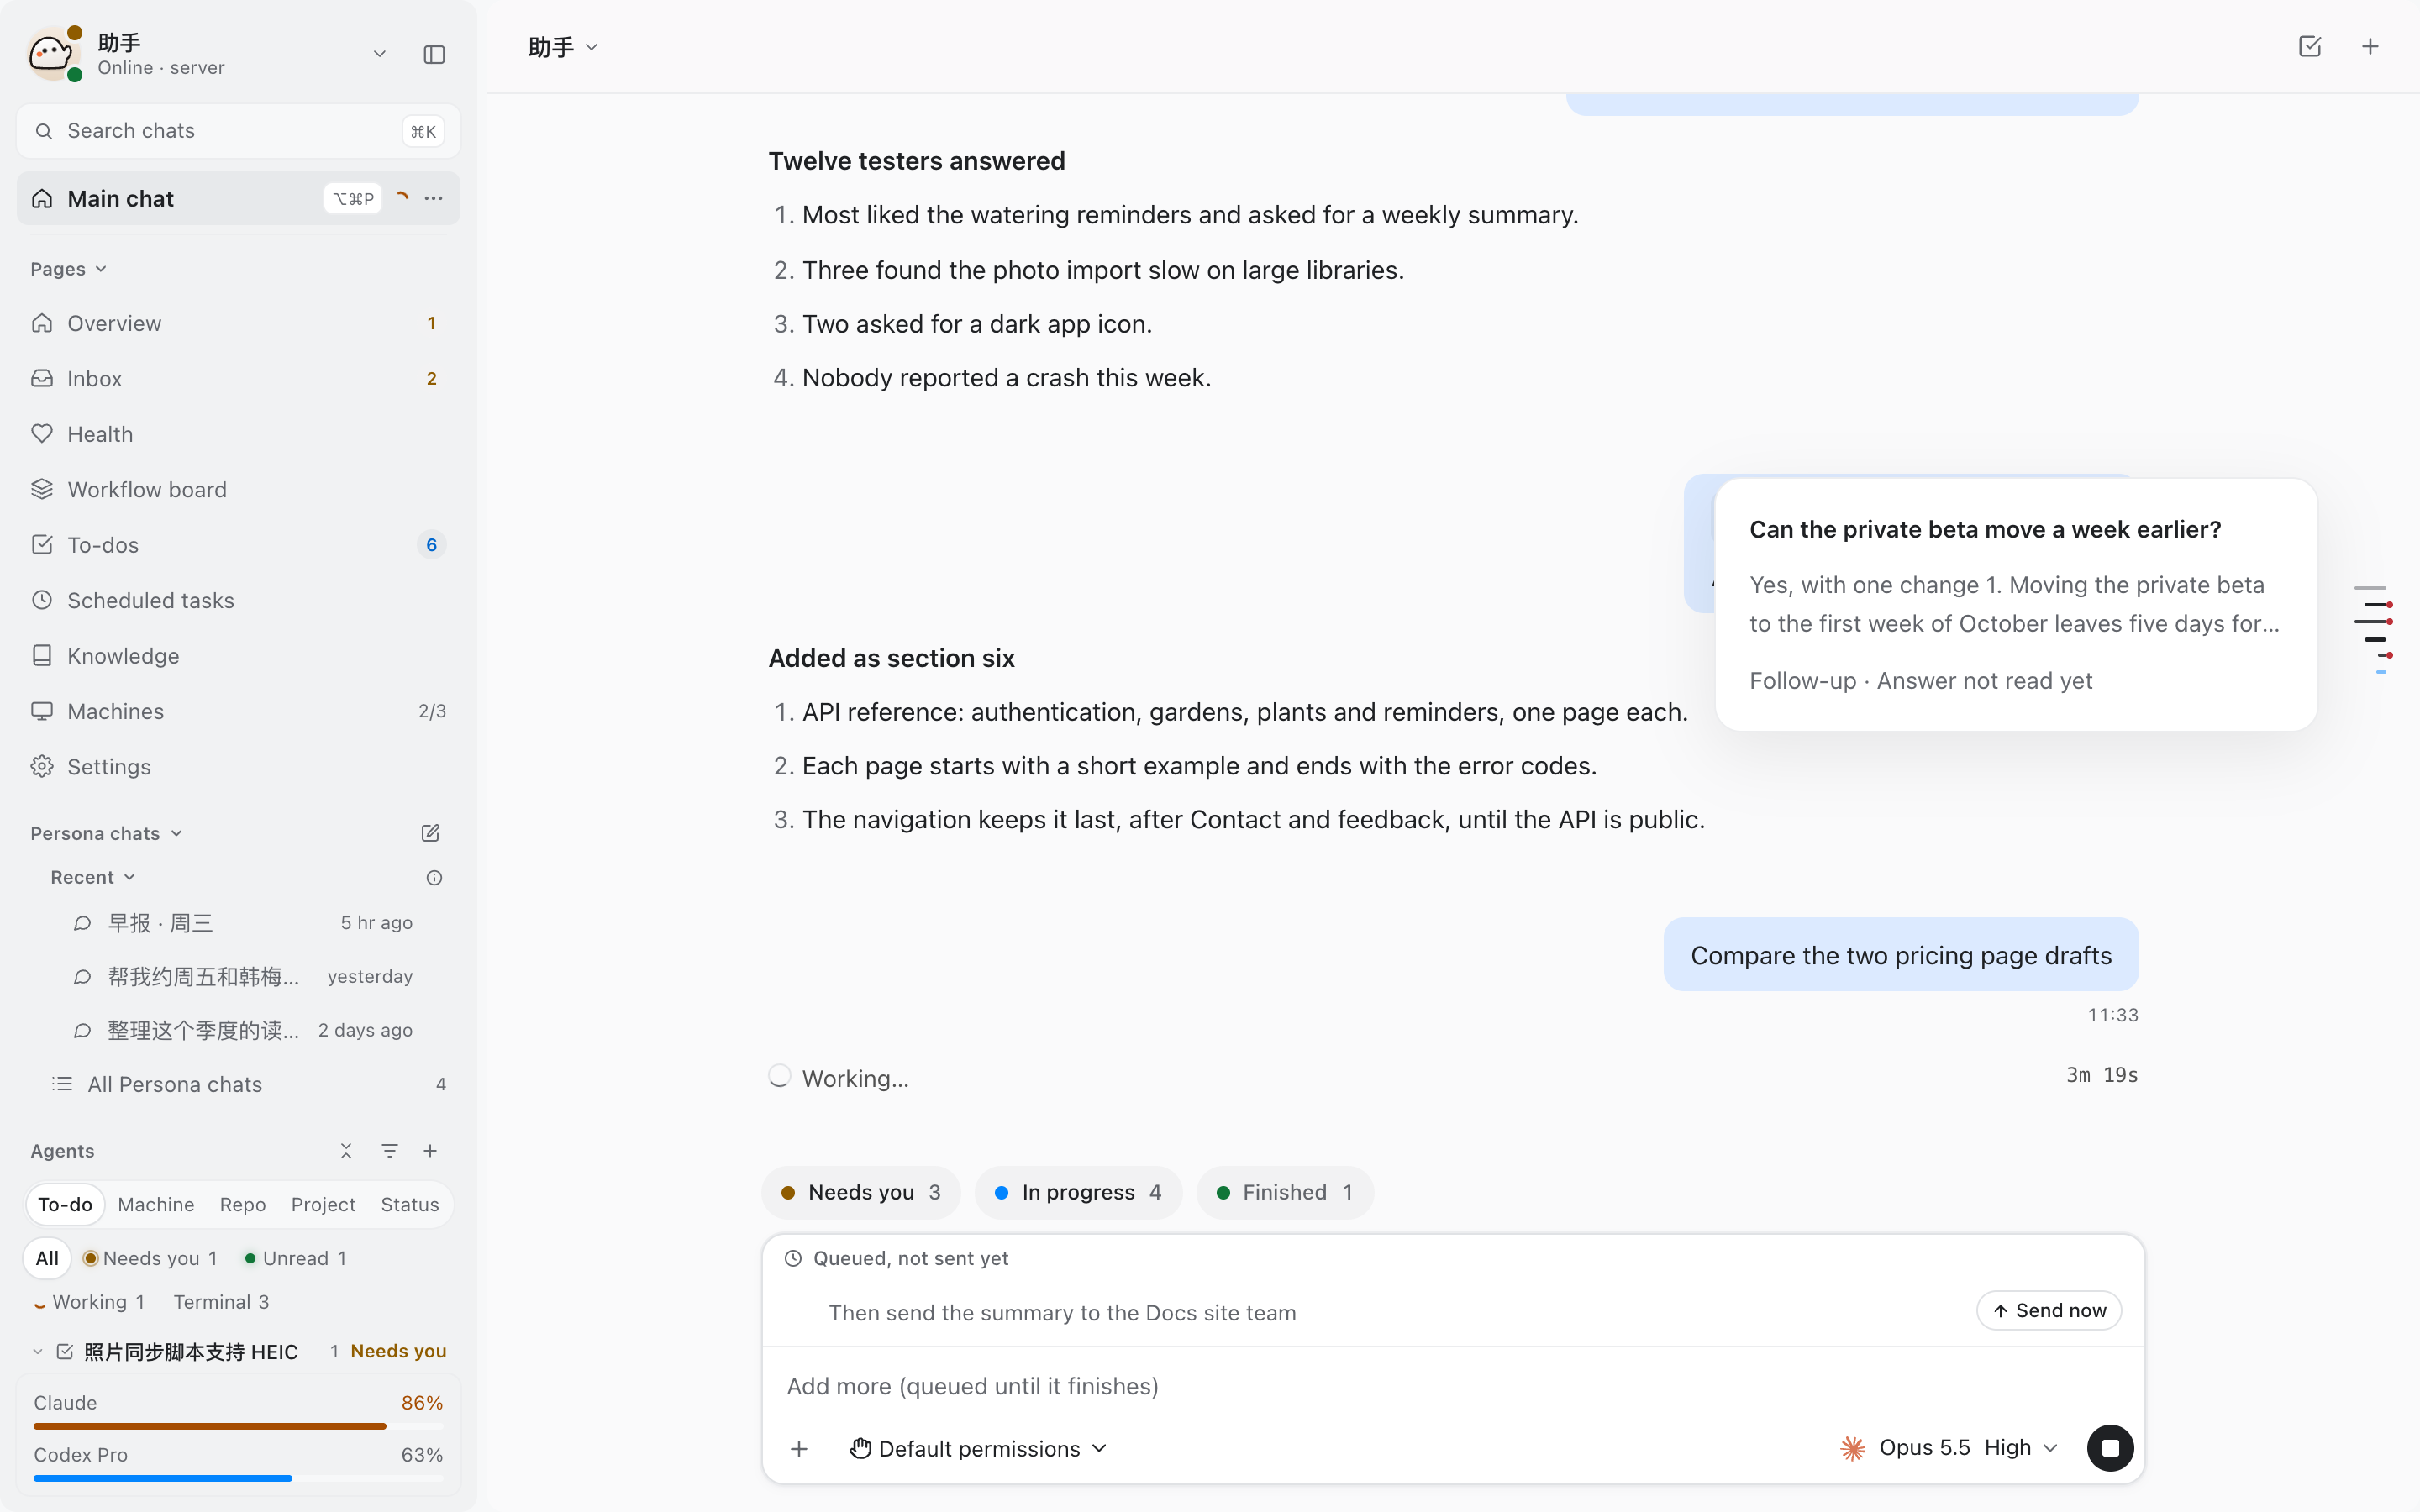 助手
Online · server
Search chats
⌘K
Main chat
⌥⌘P
Pages
Overview
1
Inbox
2
Health
Workflow board
To-dos
6
Scheduled tasks
Knowledge
Machines
2/3
Settings
Persona chats
Recent
早报 · 周三
5 hr ago
帮我约周五和韩梅...
yesterday
整理这个季度的读...
2 days ago
All Persona chats
4
Agents
To-do
Machine
Repo
Project
Status
All
Needs you 1
Unread 1
Working 1
Terminal 3
照片同步脚本支持 HEIC
1 Needs you
Claude
86%
Codex Pro
63%
助手
Twelve testers answered
1. Most liked the watering reminders and asked for a weekly summary.
2. Three found the photo import slow on large libraries.
3. Two asked for a dark app icon.
4. Nobody reported a crash this week.
Can the private beta move a week earlier?
Yes, with one change 1. Moving the private beta
to the first week of October leaves five days for...
Follow-up · Answer not read yet
Added as section six
1. API reference: authentication, gardens, plants and reminders, one page each.
2. Each page starts with a short example and ends with the error codes.
3. The navigation keeps it last, after Contact and feedback, until the API is public.
Compare the two pricing page drafts
11:33
Working...
3m 19s
Needs you 3
In progress 4
Finished 1
Queued, not sent yet
Then send the summary to the Docs site team
Send now
Add more (queued until it finishes)
Default permissions
Opus 5.5 High